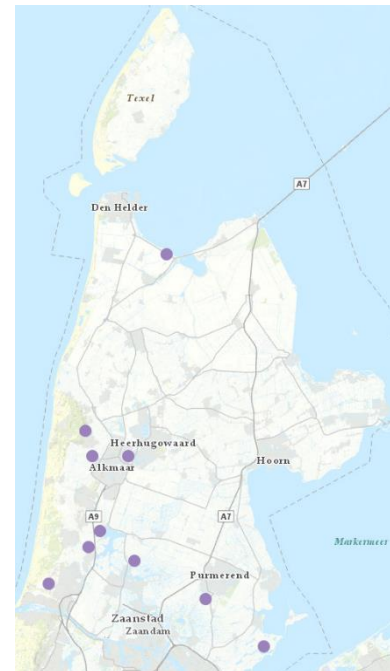 Texel
A7
Den Helder
Heerhugowaard
Alkmaar
Hoorn
A9
A7
Markermeer
Purmerend
Zaanstad
Zaandam